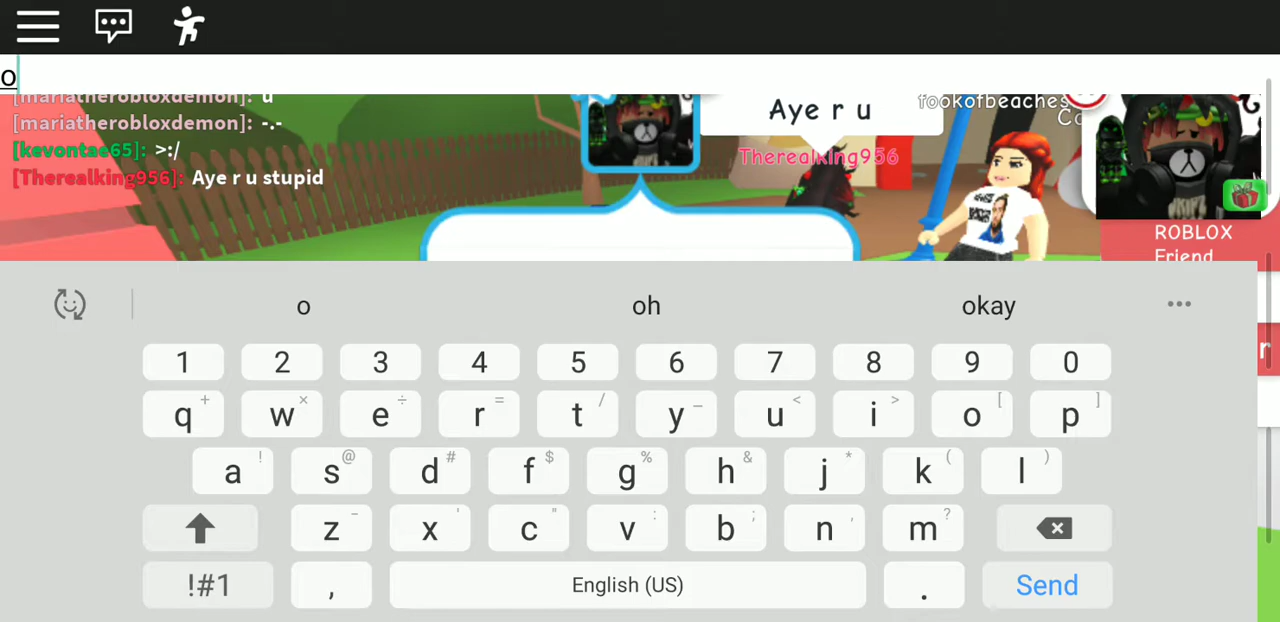 o
[mariatherobloxdemon]: u
[mariatherobloxdemon]: -.-
[kevontae65]: >:/
[Therealking956]: Aye r u stupid
Aye r u
Therealking956
fookofbeaches
Ca
ROBLOX
Friend
r
o oh okay •••
1 2 3 4 5 6 7 8 9 0
q + w × e ÷ r = t / y _ u < i > o [ p ]
a ! s @ d # f $ g % h & j * k ( l )
z - x ' c " v : b ; n , m ?
!#1 , English (US) . Send